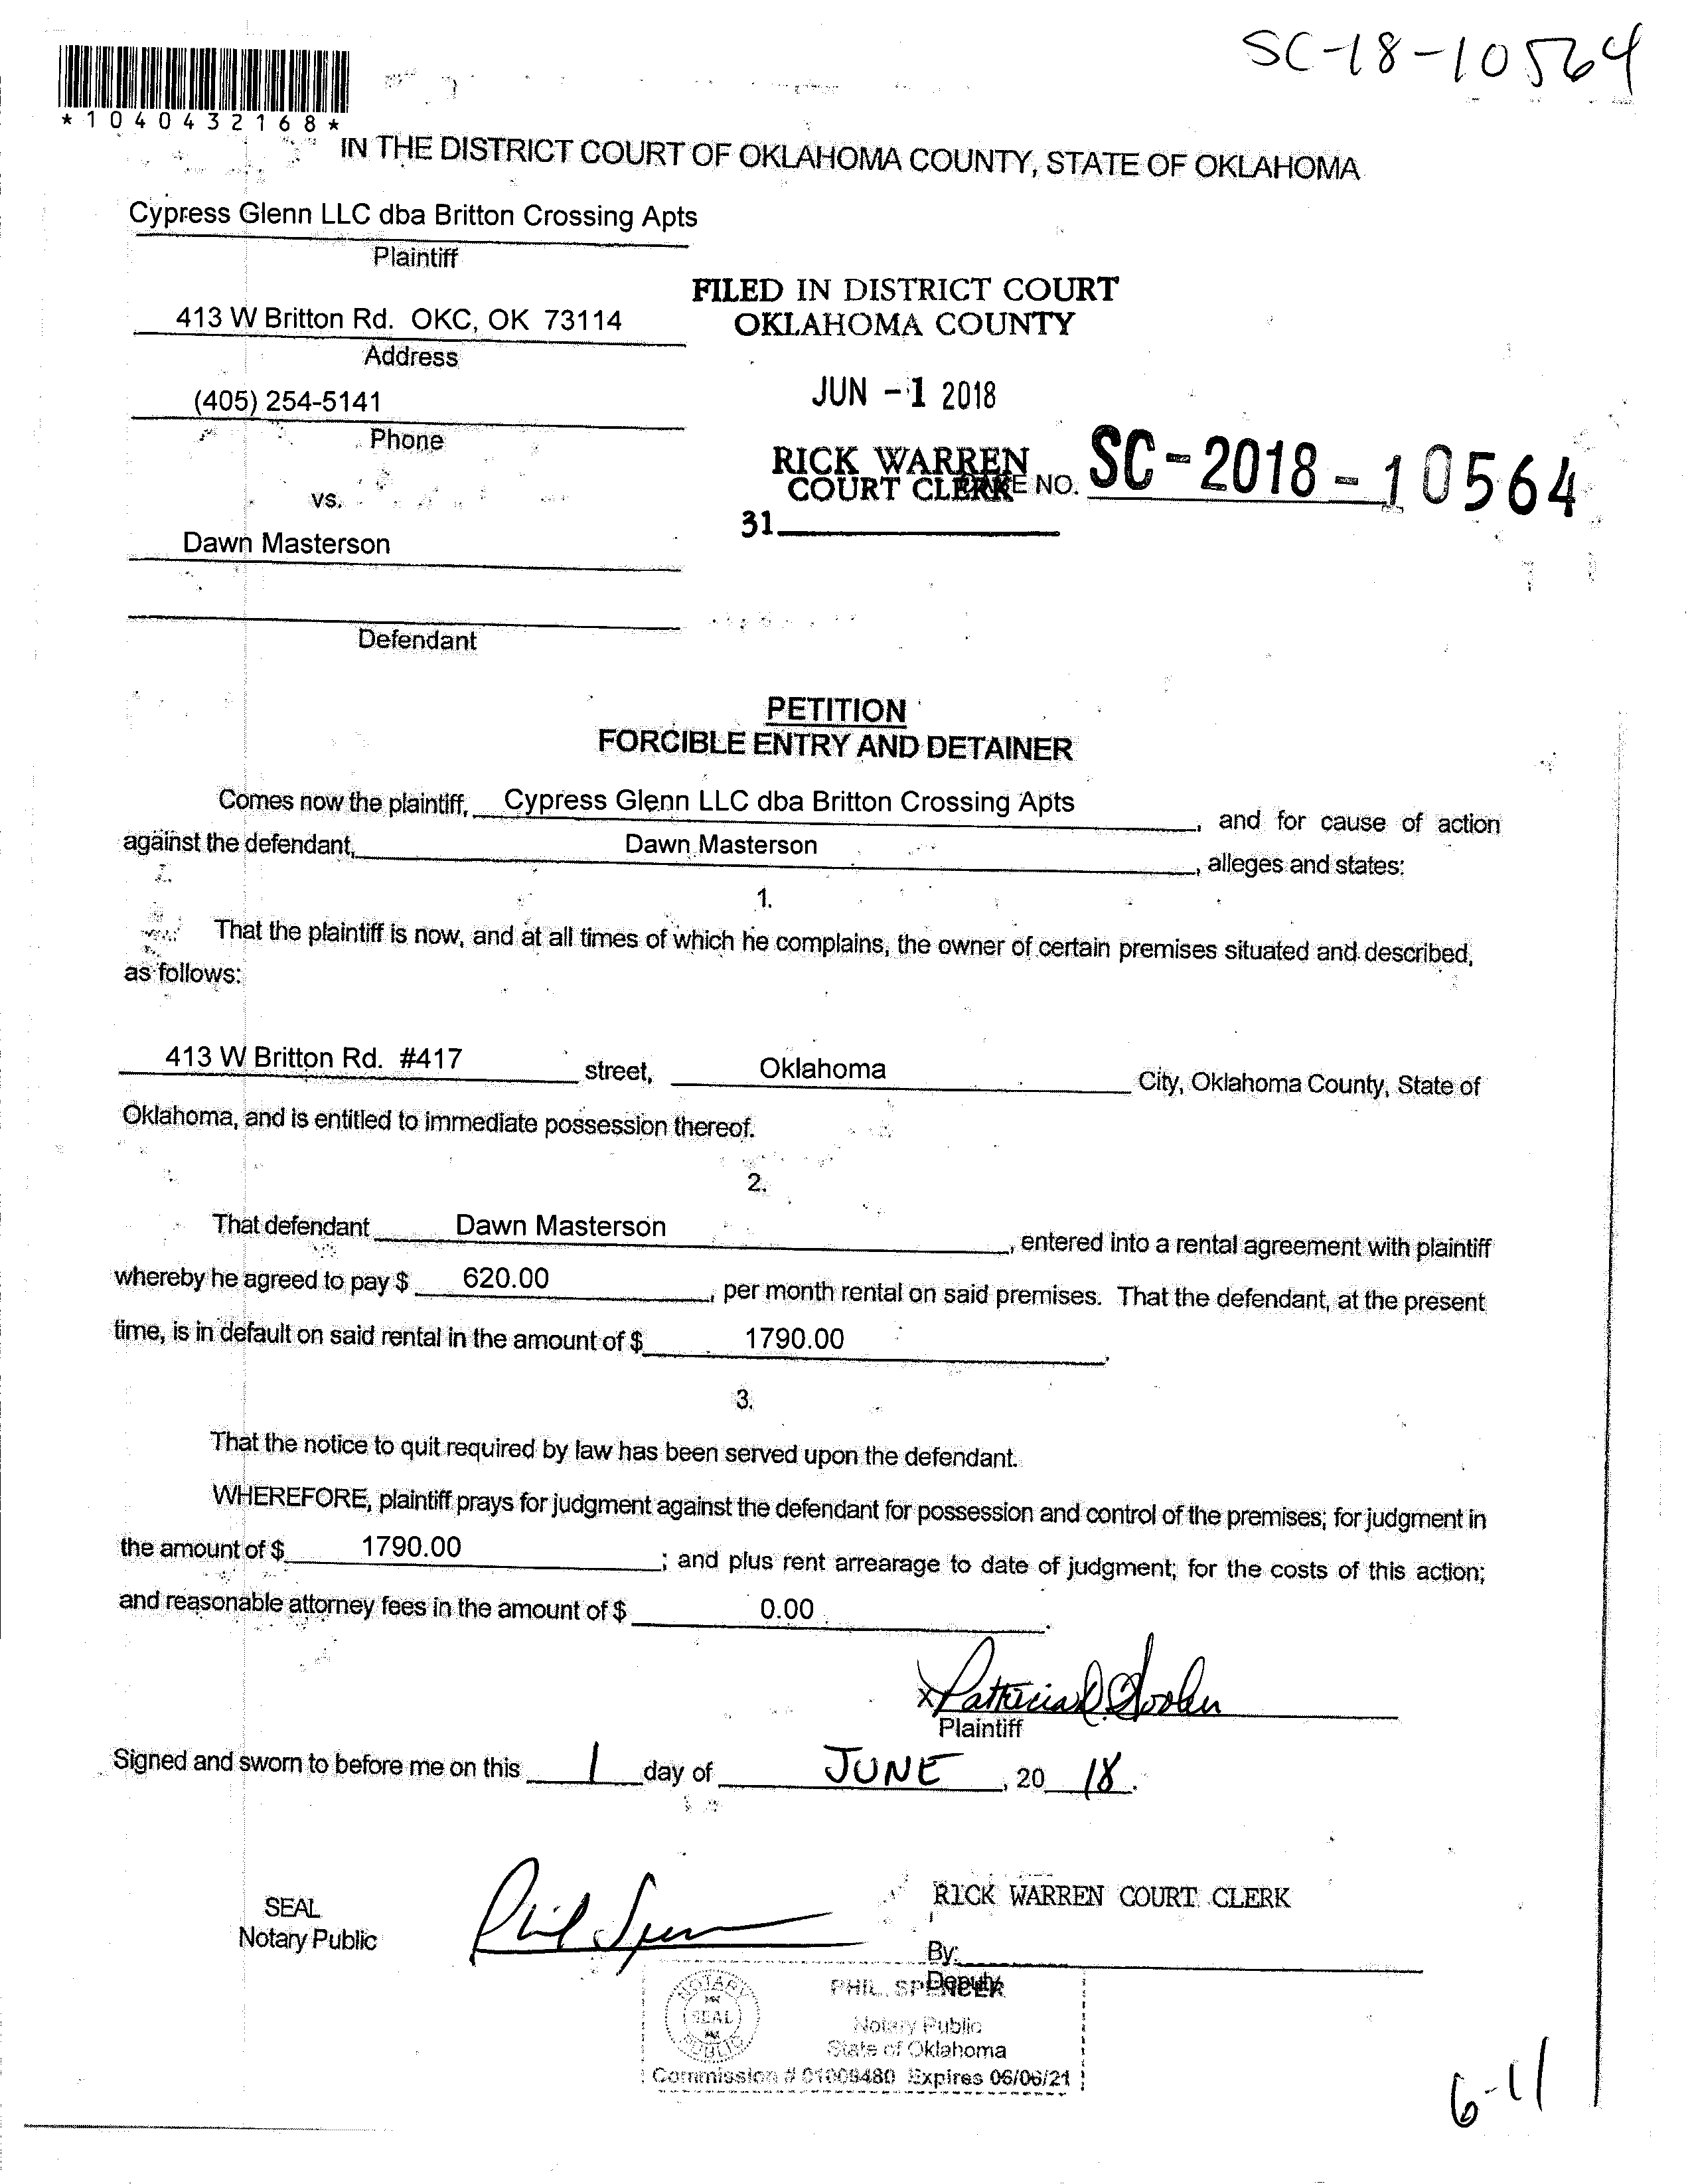 SC-18-10564
*1040432168*
IN THE DISTRICT COURT OF OKLAHOMA COUNTY, STATE OF OKLAHOMA
Cypress Glenn LLC dba Britton Crossing Apts
Plaintiff
FILED IN DISTRICT COURT
OKLAHOMA COUNTY
413 W Britton Rd. OKC, OK 73114
Address
JUN -1 2018
(405) 254-5141
Phone
RICK WARREN
COURT CLERK
NO. SC-2018-10564
31
vs.
Dawn Masterson
Defendant
PETITION
FORCIBLE ENTRY AND DETAINER
Comes now the plaintiff, Cypress Glenn LLC dba Britton Crossing Apts, and for cause of action
against the defendant, Dawn Masterson, alleges and states:
1.
That the plaintiff is now, and at all times of which he complains, the owner of certain premises situated and described,
as follows:
413 W Britton Rd. #417 street, Oklahoma City, Oklahoma County, State of
Oklahoma, and is entitled to immediate possession thereof.
2.
That defendant Dawn Masterson, entered into a rental agreement with plaintiff
whereby he agreed to pay $ 620.00, per month rental on said premises. That the defendant, at the present
time, is in default on said rental in the amount of $ 1790.00.
3.
That the notice to quit required by law has been served upon the defendant.
WHEREFORE, plaintiff prays for judgment against the defendant for possession and control of the premises; for judgment in
the amount of $ 1790.00; and plus rent arrearage to date of judgment; for the costs of this action;
and reasonable attorney fees in the amount of $ 0.00.
x Patricia
Plaintiff
Signed and sworn to before me on this 1 day of JUNE, 20 18.
RICK WARREN COURT CLERK
SEAL
Notary Public
Phil Spencer
By:
Deputy
NOTARY PUBLIC
SEAL
PHIL SPENCER
Notary Public
State of Oklahoma
Commission # 01009480 Expires 06/06/21
6-11